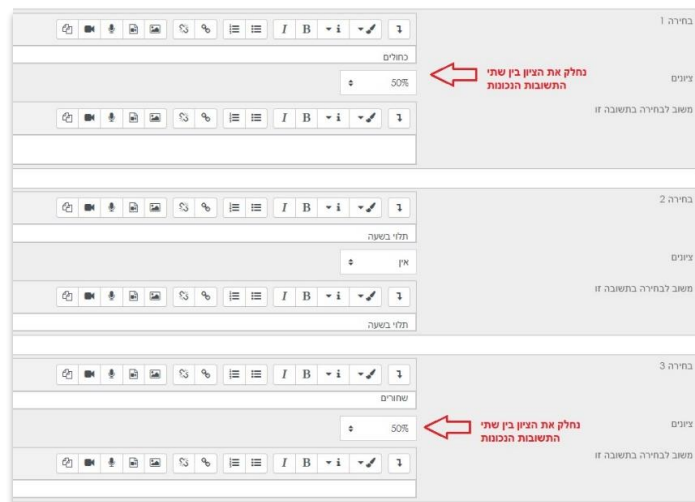 בחירה 1
כחולים
ציונים
50%
נחלק את הציון בין שתי
התשובות הנכונות
משוב לבחירה בתשובה זו
בחירה 2
תלוי בשעה
ציונים
אין
משוב לבחירה בתשובה זו
תלוי בשעה
בחירה 3
שחורים
ציונים
50%
נחלק את הציון בין שתי
התשובות הנכונות
משוב לבחירה בתשובה זו